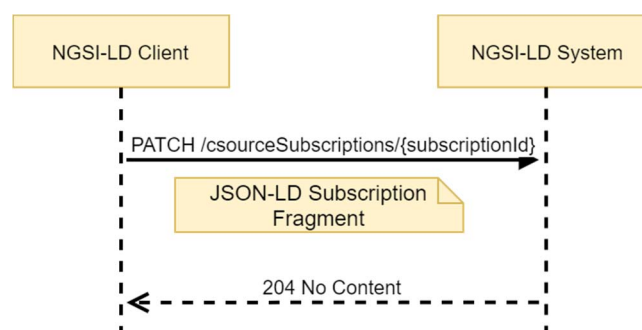 NGSI-LD Client
NGSI-LD System
PATCH /csourceSubscriptions/{subscriptionId}
JSON-LD Subscription
Fragment
204 No Content